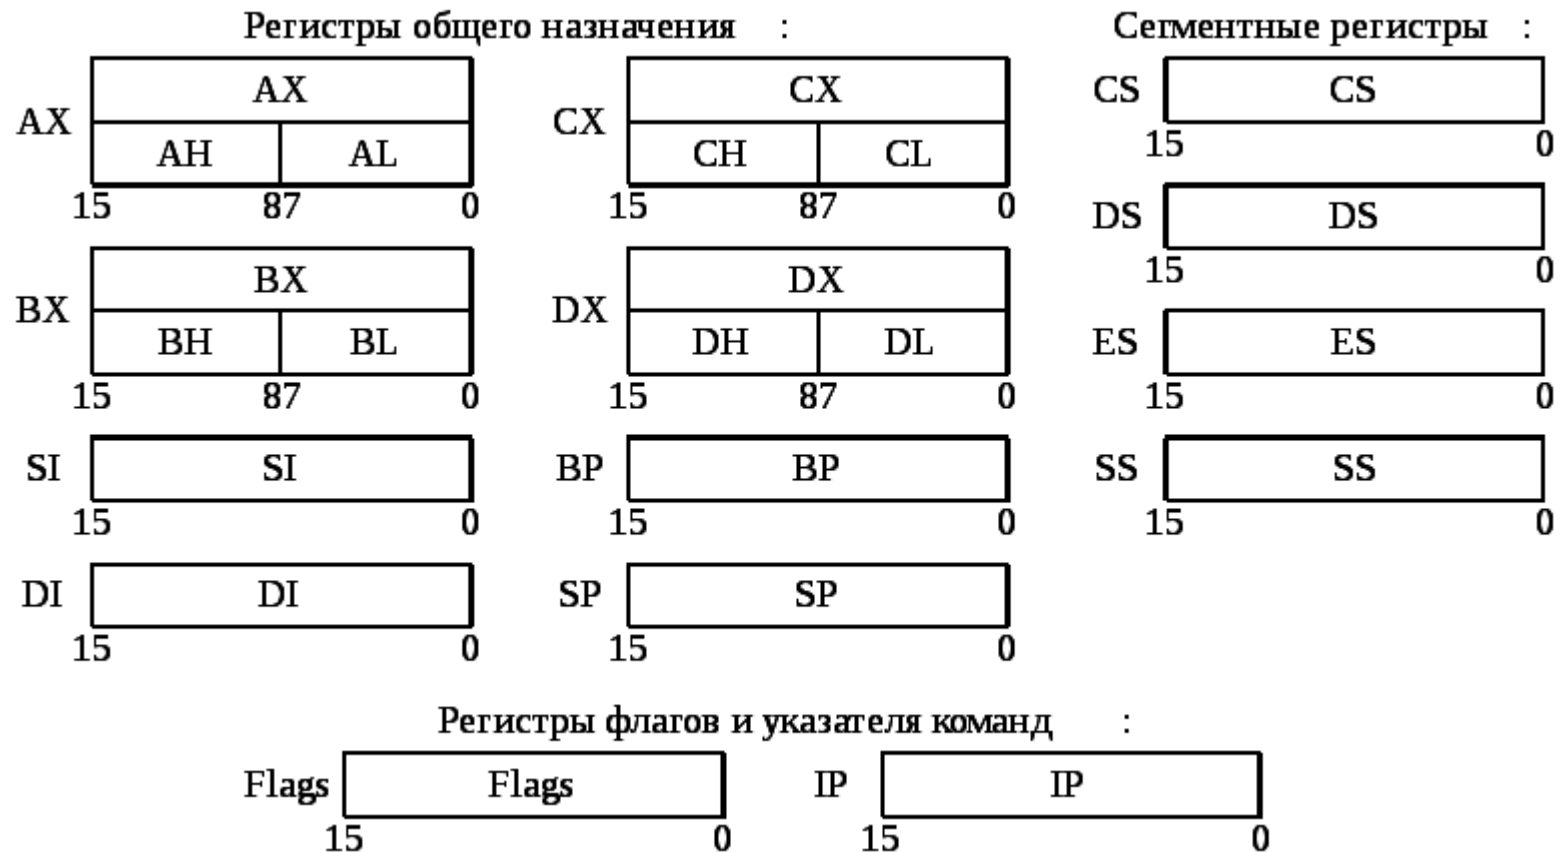 Регистры общего назначения :
Сегментные регистры :
AX
AX
AH AL
15 87 0
CX
CX
CH CL
15 87 0
CS CS
15 0
DS DS
15 0
BX
BX
BH BL
15 87 0
DX
DX
DH DL
15 87 0
ES ES
15 0
SI SI
15 0
BP BP
15 0
SS SS
15 0
DI DI
15 0
SP SP
15 0
Регистры флагов и указателя команд :
Flags Flags
15 0
IP IP
15 0